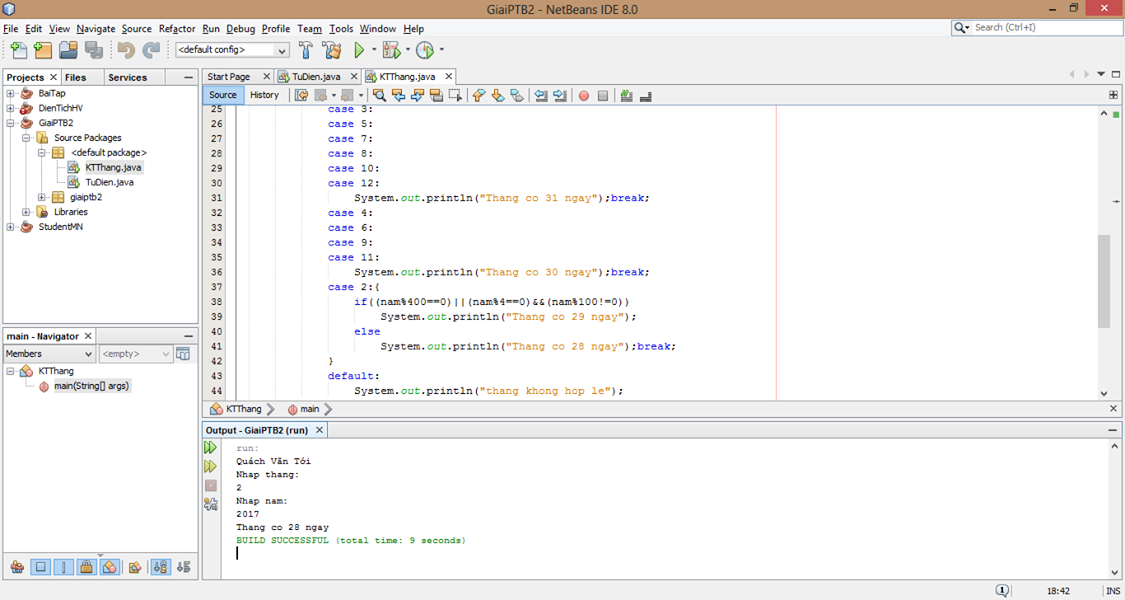 GiaiPTB2 - NetBeans IDE 8.0
File Edit View Navigate Source Refactor Run Debug Profile Team Tools Window Help
Search (Ctrl+I)
<default config>
Projects Files Services
Start Page TuDien.java KTThang.java
Source History
BaiTap
DienTichHV
GiaiPTB2
Source Packages
<default package>
KTThang.java
TuDien.java
giaiptb2
Libraries
StudentMN
25 case 3:
26 case 5:
27 case 7:
28 case 8:
29 case 10:
30 case 12:
31 System.out.println("Thang co 31 ngay");break;
32 case 4:
33 case 6:
34 case 9:
35 case 11:
36 System.out.println("Thang co 30 ngay");break;
37 case 2:{
38 if((nam%400==0)||(nam%4==0)&&(nam%100!=0))
39 System.out.println("Thang co 29 ngay");
40 else
41 System.out.println("Thang co 28 ngay");break;
42 }
43 default:
44 System.out.println("thang khong hop le");
KTThang main
main - Navigator
Members <empty>
KTThang
main(String[] args)
Output - GiaiPTB2 (run)
run:
Quách Văn Tói
Nhap thang:
2
Nhap nam:
2017
Thang co 28 ngay
BUILD SUCCESSFUL (total time: 9 seconds)
1 18:42 INS